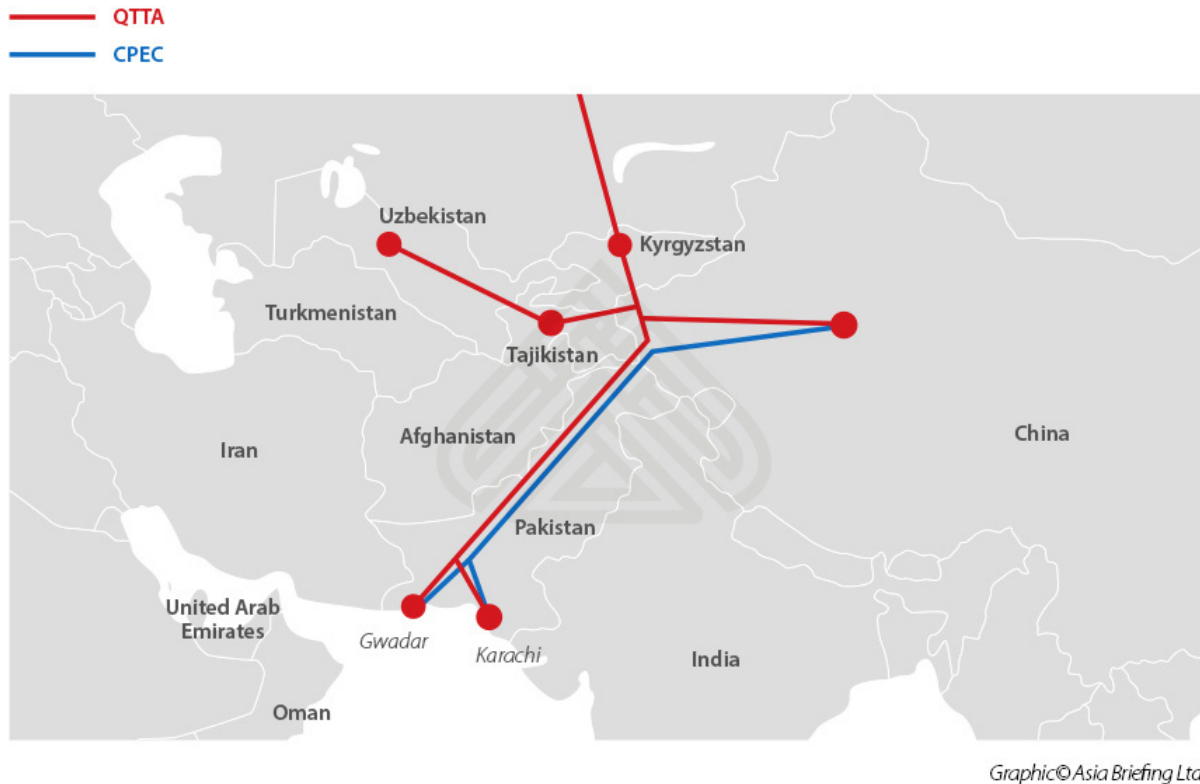 QTTA
CPEC
Uzbekistan
Kyrgyzstan
Turkmenistan
Tajikistan
Afghanistan
Iran
China
Pakistan
United Arab
Emirates
Gwadar
Karachi
India
Oman
Graphic© Asia Briefing Ltd